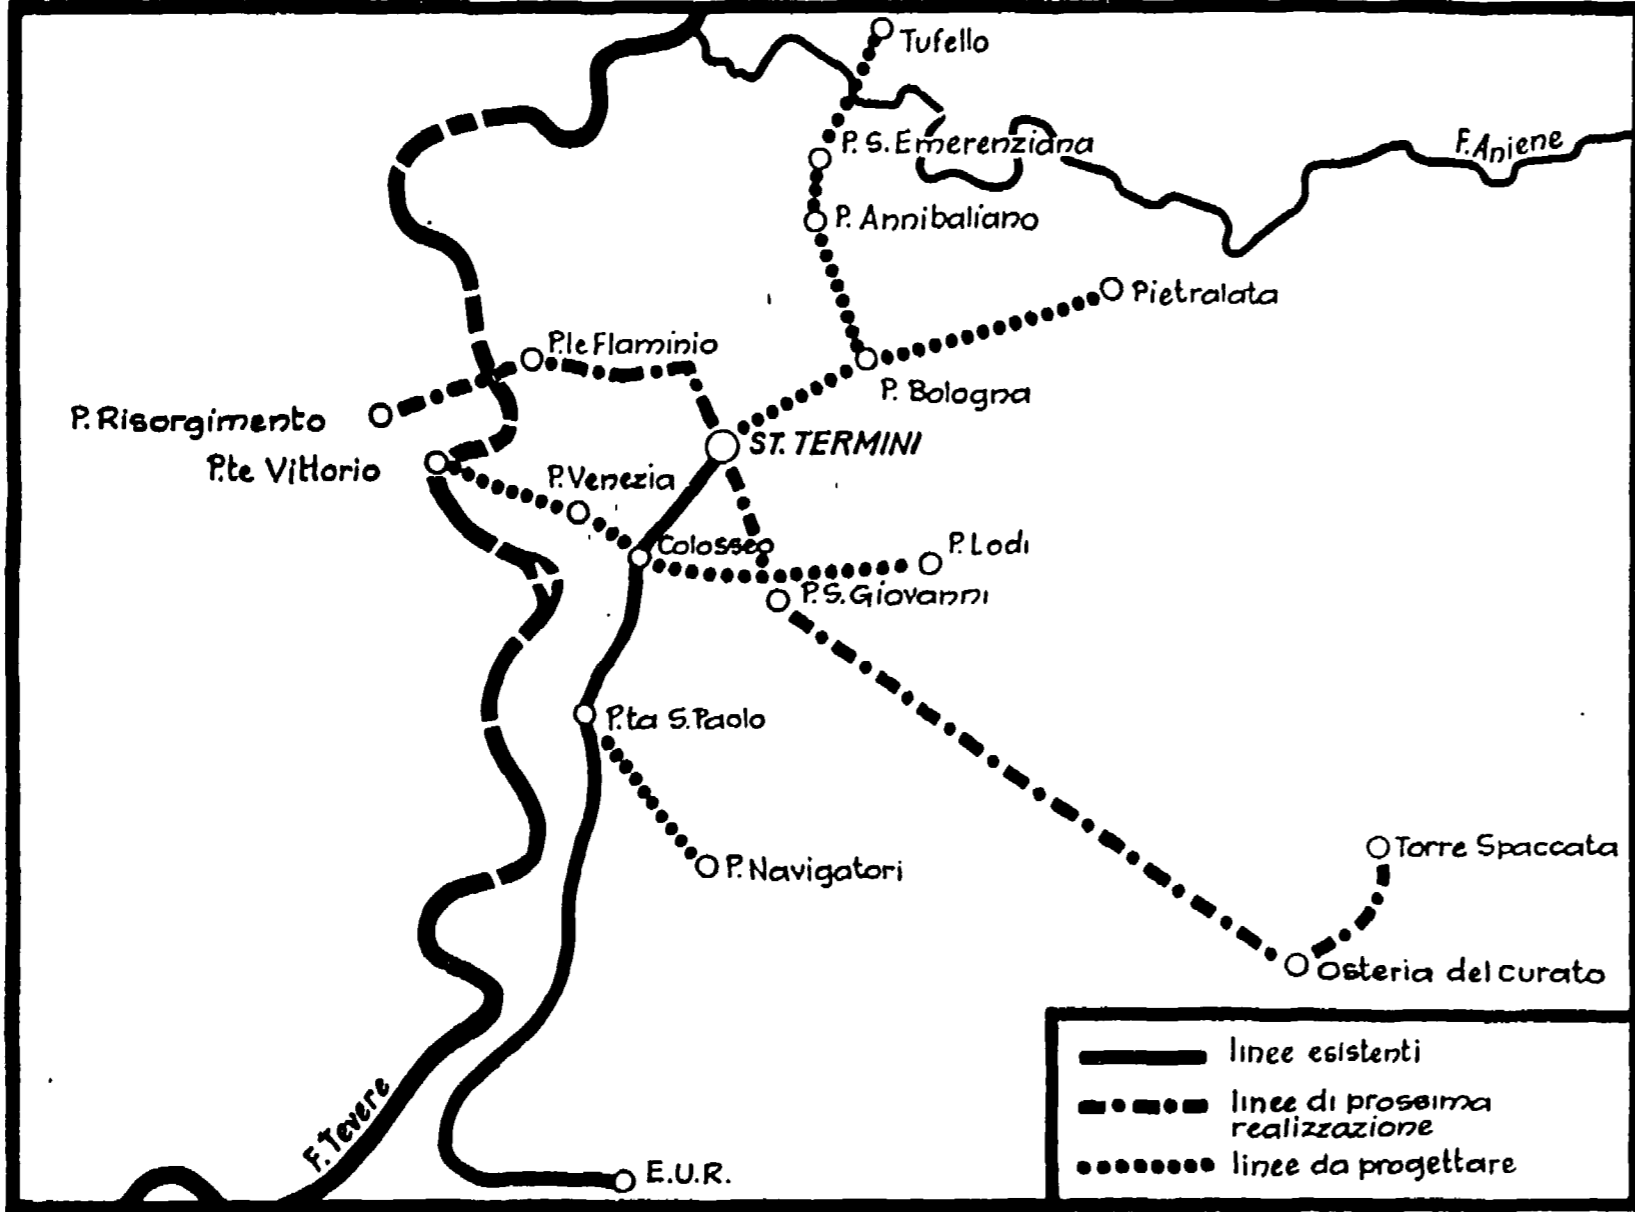 Tufello
P. S. Emerenziana
F. Aniene
P. Annibaliano
Pietralata
P.le Flaminio
P. Bologna
P. Risorgimento
ST. TERMINI
P.te Vittorio
P. Venezia
Colosseo
P. Lodi
P. S. Giovanni
P.ta S. Paolo
P. Navigatori
Torre Spaccata
Osteria del curato
F. Tevere
E.U.R.
linee esistenti
linee di prossima
realizzazione
linee da progettare